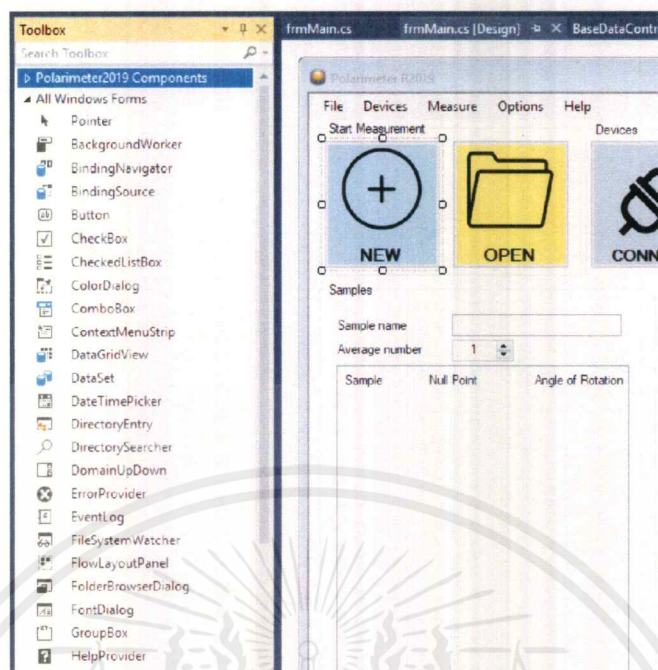 Toolbox
Search Toolbox
Polarimeter2019 Components
All Windows Forms
Pointer
BackgroundWorker
BindingNavigator
BindingSource
Button
CheckBox
CheckedListBox
ColorDialog
ComboBox
ContextMenuStrip
DataGridView
DataSet
DateTimePicker
DirectoryEntry
DirectorySearcher
DomainUpDown
ErrorProvider
EventLog
FileSystemWatcher
FlowLayoutPanel
FolderBrowserDialog
FontDialog
GroupBox
HelpProvider
frmMain.cs frmMain.cs [Design] BaseDataContr
Polarimeter R2019
File Devices Measure Options Help
Start Measurement Devices
NEW OPEN CONN
Samples
Sample name
Average number 1
Sample Null Point Angle of Rotation